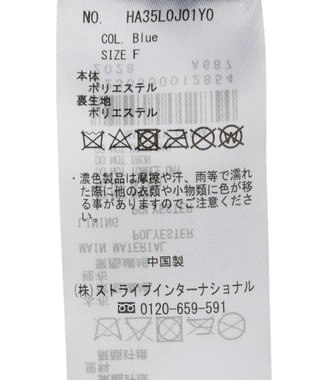 NO. HA35L0J01Y0
COL. Blue
SIZE F
本体
ポリエステル
裏生地
ポリエステル
・濃色製品は摩擦や汗、雨等で濡れ
た際に他の衣類や小物類に色が移
る事がありますのでご注意下さい。
中国製
(株)ストライプインターナショナル
0120-659-591